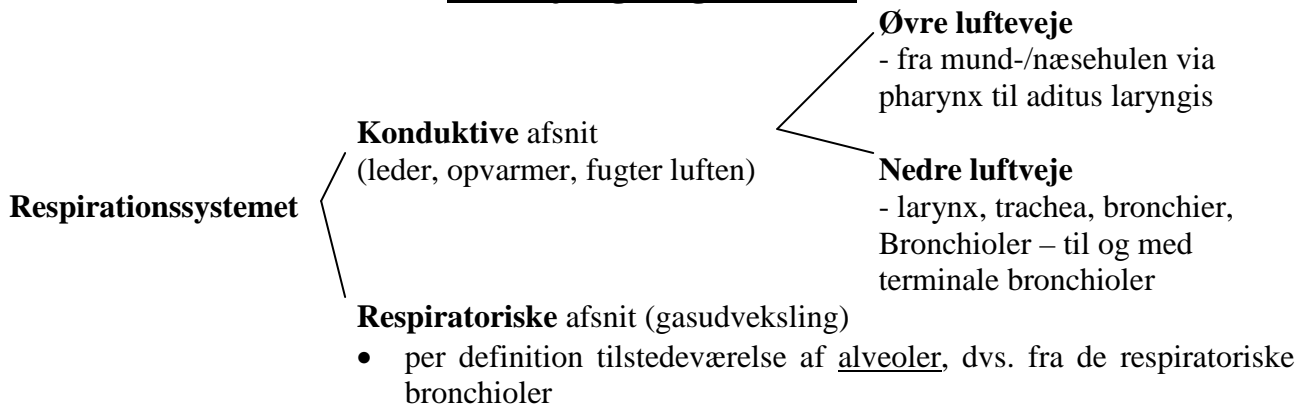 Øvre lufteveje
- fra mund-/næsehulen via
pharynx til aditus laryngis
Konduktive afsnit
(leder, opvarmer, fugter luften)
Nedre luftveje
- larynx, trachea, bronchier,
Bronchioler – til og med
terminale bronchioler
Respirationssystemet
Respiratoriske afsnit (gasudveksling)
• per definition tilstedeværelse af alveoler, dvs. fra de respiratoriske
bronchioler